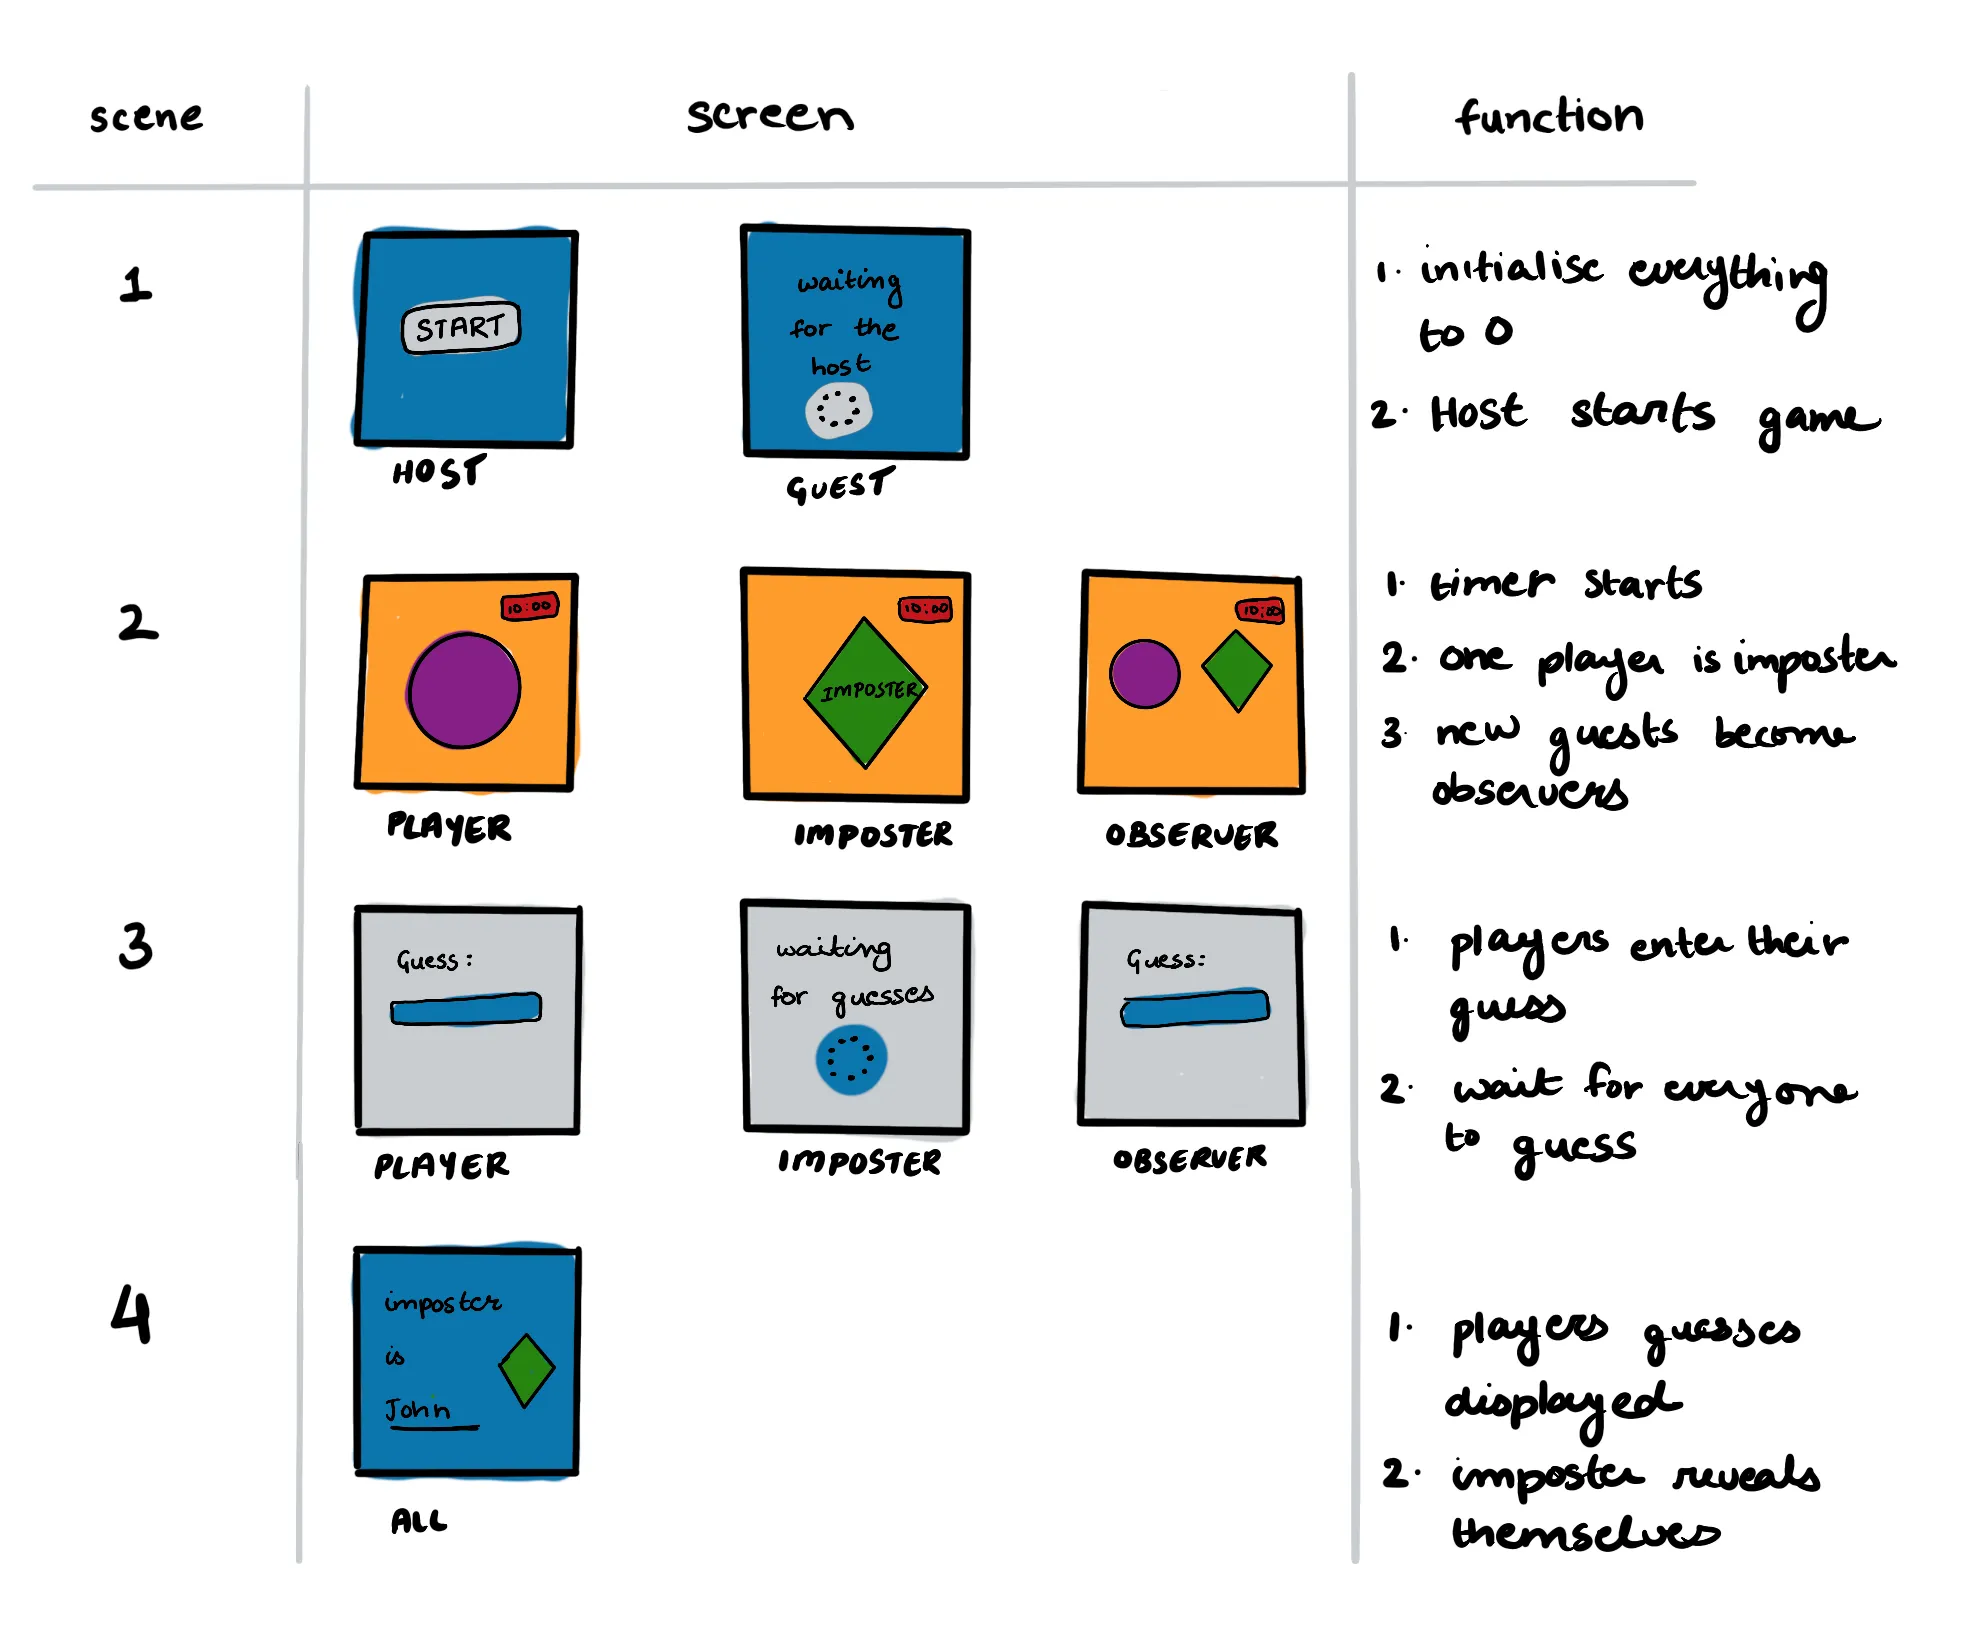 scene
screen
function
1
START
HOST
waiting
for the
host
GUEST
1. initialise everything
to 0
2. Host starts game
2
10:00
PLAYER
10:00
IMPOSTER
IMPOSTER
10:00
OBSERVER
1. timer starts
2. one player is imposter
3. new guests become
observers
3
Guess:
PLAYER
waiting
for guesses
IMPOSTER
Guess:
OBSERVER
1. players enter their
guess
2. wait for everyone
to guess
4
imposter
is
John
ALL
1. players guesses
displayed
2. imposter reveals
themselves